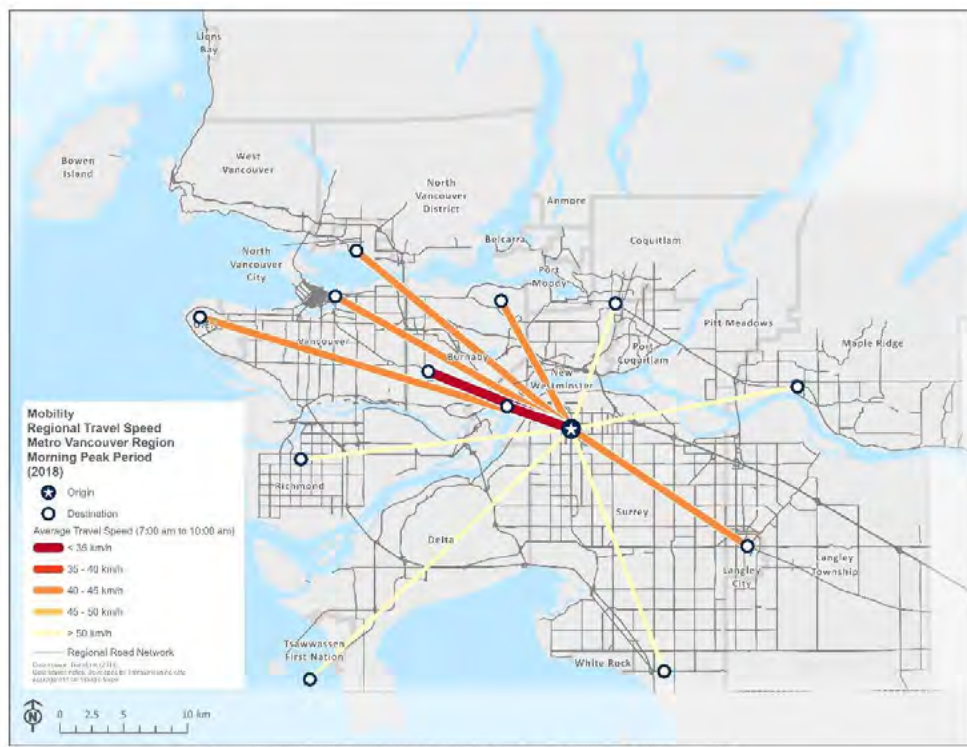 Lions
Bay
Bowen
Island
West
Vancouver
North
Vancouver
District
Anmore
Belcarra
Coquitlam
North
Vancouver
City
Port
Moody
Pitt Meadows
Maple Ridge
Vancouver
Burnaby
Port
Coquitlam
New
Westminster
Richmond
Delta
Surrey
Langley
City
Langley
Township
Tsawwassen
First Nation
White Rock
Mobility
Regional Travel Speed
Metro Vancouver Region
Morning Peak Period
(2018)
Origin
Destination
Average Travel Speed (7:00 am to 10:00 am)
< 35 km/h
35 - 40 km/h
40 - 45 km/h
45 - 50 km/h
> 50 km/h
Regional Road Network
N
0 2.5 5 10 km